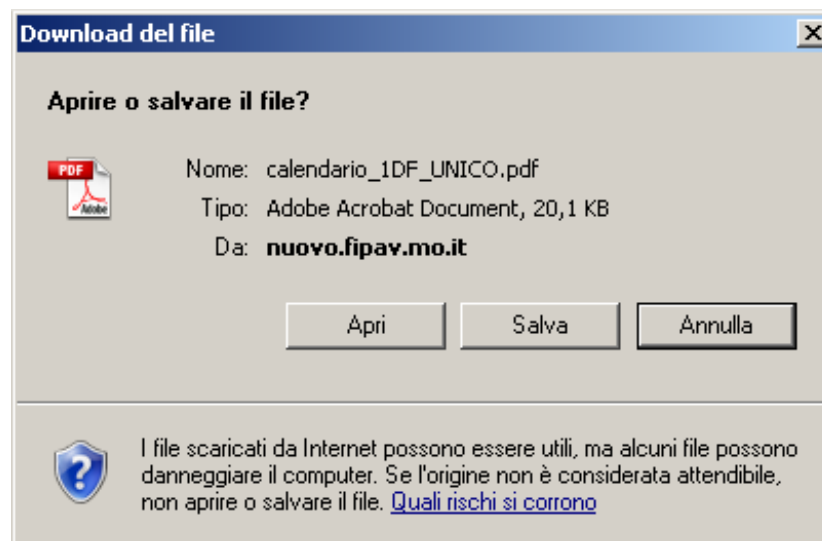 Download del file
Aprire o salvare il file?
PDF
Adobe
Nome: calendario_1DF_UNICO.pdf
Tipo: Adobe Acrobat Document, 20,1 KB
Da: nuovo.fipav.mo.it
Apri Salva Annulla
I file scaricati da Internet possono essere utili, ma alcuni file possono
danneggiare il computer. Se l'origine non è considerata attendibile,
non aprire o salvare il file. Quali rischi si corrono